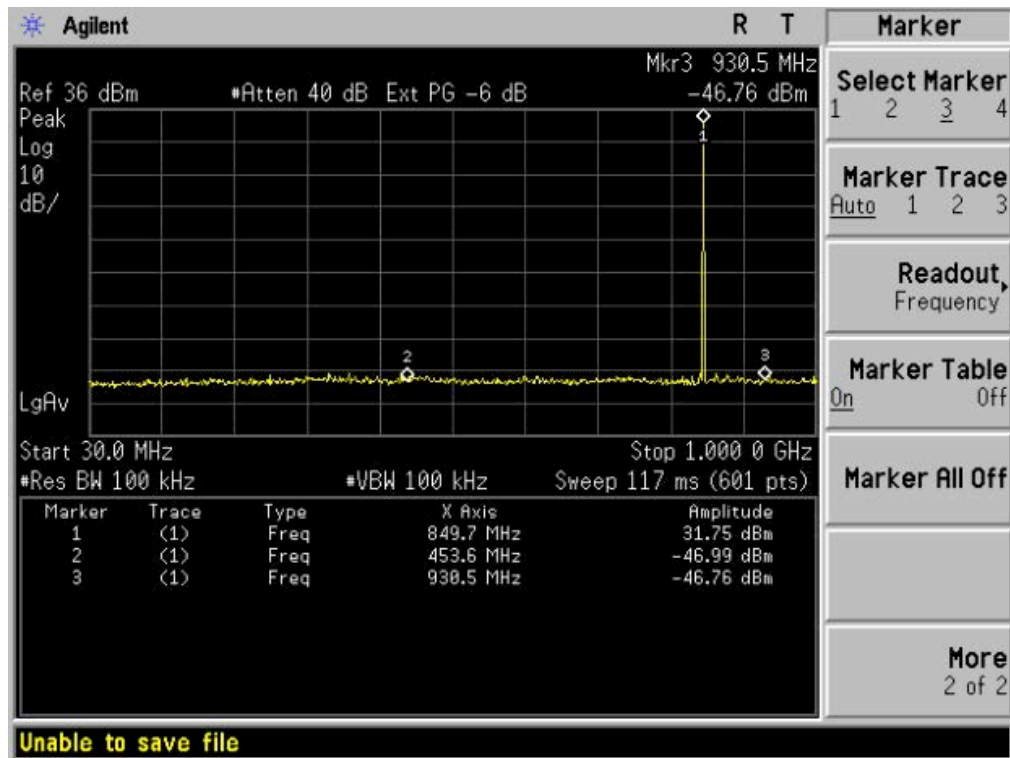 Agilent R T
Mkr3 930.5 MHz
Ref 36 dBm #Atten 40 dB Ext PG -6 dB -46.76 dBm
Peak
Log
10
dB/
1
2
3
LgAv
Start 30.0 MHz Stop 1.000 0 GHz
#Res BW 100 kHz #VBW 100 kHz Sweep 117 ms (601 pts)
Marker Trace Type X Axis Amplitude
1 (1) Freq 849.7 MHz 31.75 dBm
2 (1) Freq 453.6 MHz -46.99 dBm
3 (1) Freq 930.5 MHz -46.76 dBm
Unable to save file
Marker
Select Marker
1 2 3 4
Marker Trace
Auto 1 2 3
Readout
Frequency
Marker Table
On Off
Marker All Off
More
2 of 2